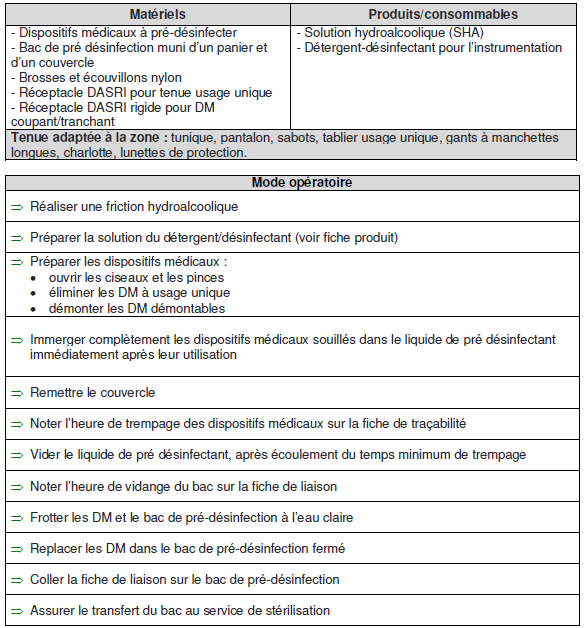 Matériels
- Dispositifs médicaux à pré-désinfecter
- Bac de pré désinfection muni d'un panier et
d'un couvercle
- Brosses et écouvillons nylon
- Réceptacle DASRI pour tenue usage unique
- Réceptacle DASRI rigide pour DM
coupant/tranchant
Produits/consommables
- Solution hydroalcoolique (SHA)
- Détergent-désinfectant pour l'instrumentation
Tenue adaptée à la zone : tunique, pantalon, sabots, tablier usage unique, gants à manchettes
longues, charlotte, lunettes de protection.
Mode opératoire
⇒ Réaliser une friction hydroalcoolique
⇒ Préparer la solution du détergent/désinfectant (voir fiche produit)
⇒ Préparer les dispositifs médicaux :
• ouvrir les ciseaux et les pinces
• éliminer les DM à usage unique
• démonter les DM démontables
⇒ Immerger complètement les dispositifs médicaux souillés dans le liquide de pré désinfectant
immédiatement après leur utilisation
⇒ Remettre le couvercle
⇒ Noter l'heure de trempage des dispositifs médicaux sur la fiche de traçabilité
⇒ Vider le liquide de pré désinfectant, après écoulement du temps minimum de trempage
⇒ Noter l'heure de vidange du bac sur la fiche de liaison
⇒ Frotter les DM et le bac de pré-désinfection à l'eau claire
⇒ Replacer les DM dans le bac de pré-désinfection fermé
⇒ Coller la fiche de liaison sur le bac de pré-désinfection
⇒ Assurer le transfert du bac au service de stérilisation